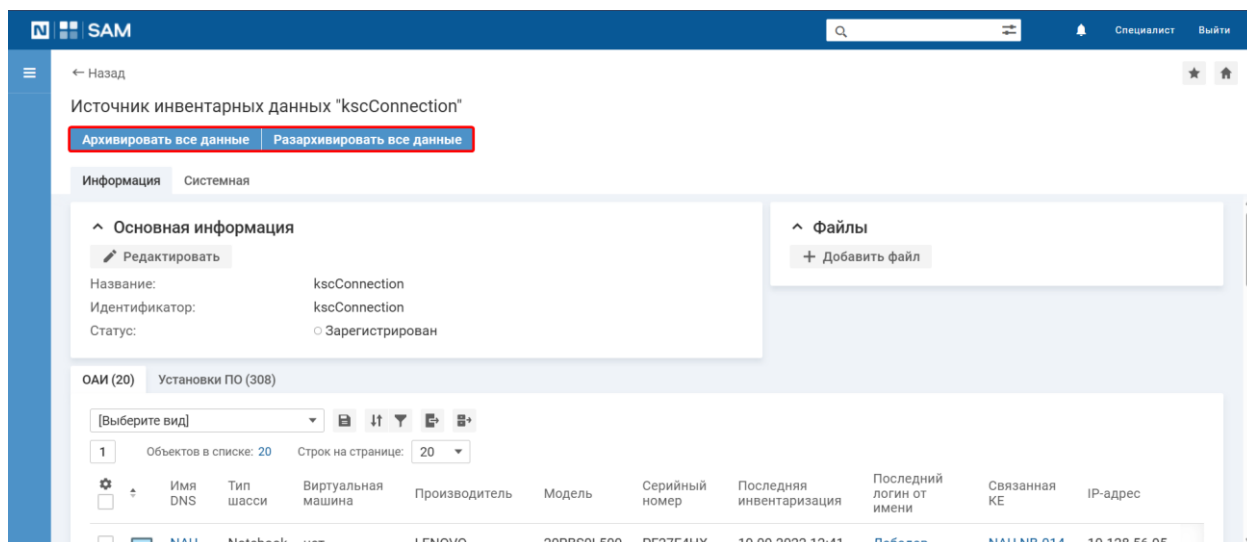 N SAM
Специалист Выйти
← Назад
Источник инвентарных данных "kscConnection"
Архивировать все данные Разархивировать все данные
Информация Системная
Основная информация
Файлы
Редактировать
+ Добавить файл
Название: kscConnection
Идентификатор: kscConnection
Статус: Зарегистрирован
ОАИ (20) Установки ПО (308)
[Выберите вид]
1 Объектов в списке: 20 Строк на странице: 20
Имя DNS Тип шасси Виртуальная машина Производитель Модель Серийный номер Последняя инвентаризация Последний логин от имени Связанная КЕ IP-адрес
Notebook нет LENOVO